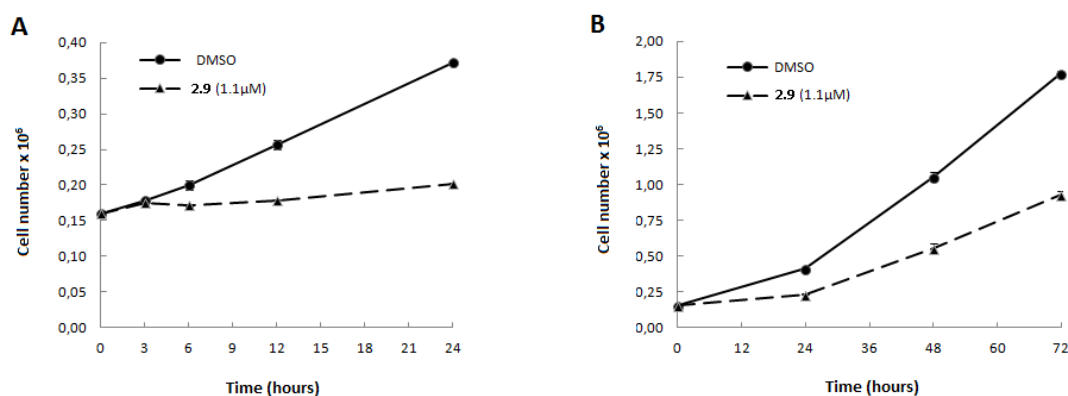 A
DMSO
2.9 (1.1µM)
0,40
0,35
0,30
0,25
0,20
0,15
0,10
0,05
0,00
Cell number x 10⁶
0 3 6 9 12 15 18 21 24
Time (hours)
B
DMSO
2.9 (1.1µM)
2,00
1,75
1,50
1,25
1,00
0,75
0,50
0,25
0,00
Cell number x 10⁶
0 12 24 36 48 60 72
Time (hours)